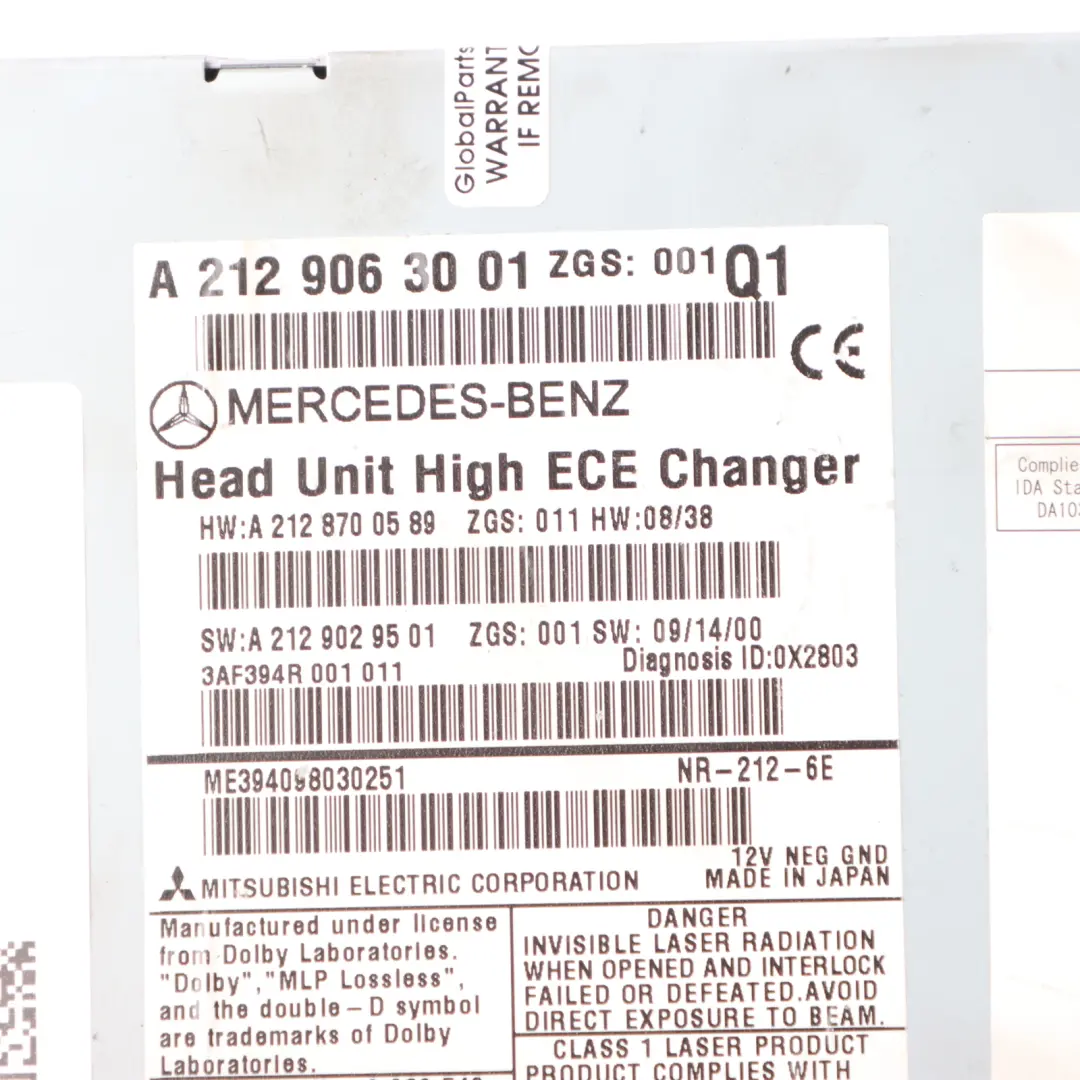 GlobalParts
WARRANT
IF REMO
A 212 906 30 01 ZGS: 001 Q1
CE
MERCEDES-BENZ
Head Unit High ECE Changer
HW:A 212 870 05 89 ZGS: 011 HW:08/38
SW:A 212 902 95 01 ZGS: 001 SW: 09/14/00
3AF394R 001 011 Diagnosis ID:0X2803
ME394098030251 NR-212-6E
12V NEG GND
MITSUBISHI ELECTRIC CORPORATION MADE IN JAPAN
Manufactured under license
from Dolby Laboratories.
"Dolby","MLP Lossless",
and the double-D symbol
are trademarks of Dolby
Laboratories.
DANGER
INVISIBLE LASER RADIATION
WHEN OPENED AND INTERLOCK
FAILED OR DEFEATED.AVOID
DIRECT EXPOSURE TO BEAM.
CLASS 1 LASER PRODUCT
PRODUCT COMPLIES WITH
Complie
IDA Sta
DA103